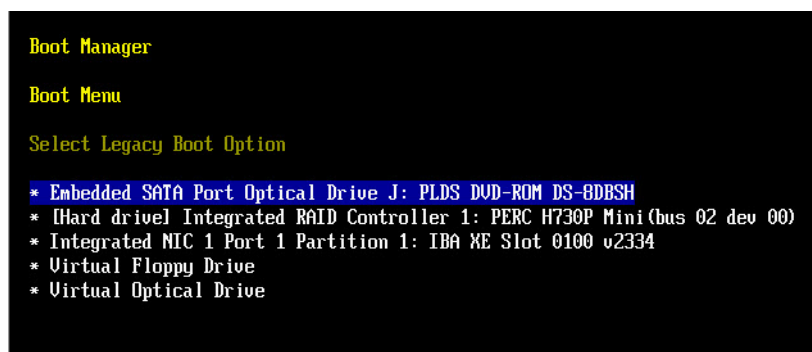 Boot Manager
Boot Menu
Select Legacy Boot Option
* Embedded SATA Port Optical Drive J: PLDS DVD-ROM DS-8DBSH
* [Hard drive] Integrated RAID Controller 1: PERC H730P Mini(bus 02 dev 00)
* Integrated NIC 1 Port 1 Partition 1: IBA XE Slot 0100 v2334
* Virtual Floppy Drive
* Virtual Optical Drive